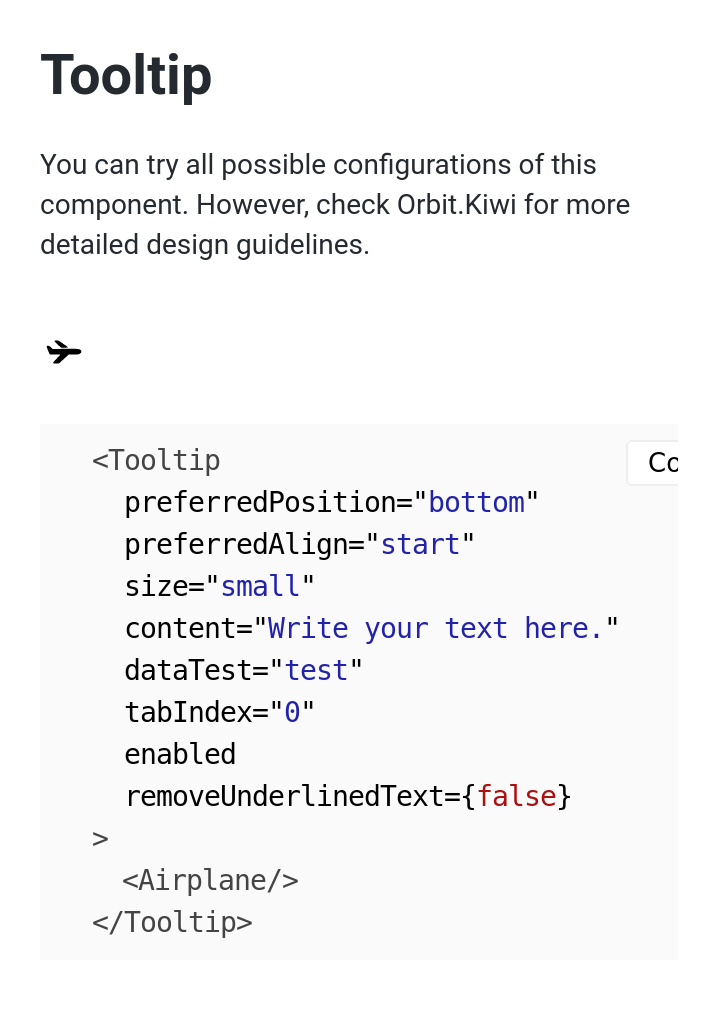 Tooltip
You can try all possible configurations of this
component. However, check Orbit.Kiwi for more
detailed design guidelines.
<Tooltip
preferredPosition="bottom"
preferredAlign="start"
size="small"
content="Write your text here."
dataTest="test"
tabIndex="0"
enabled
removeUnderlinedText={false}
>
<Airplane/>
</Tooltip>